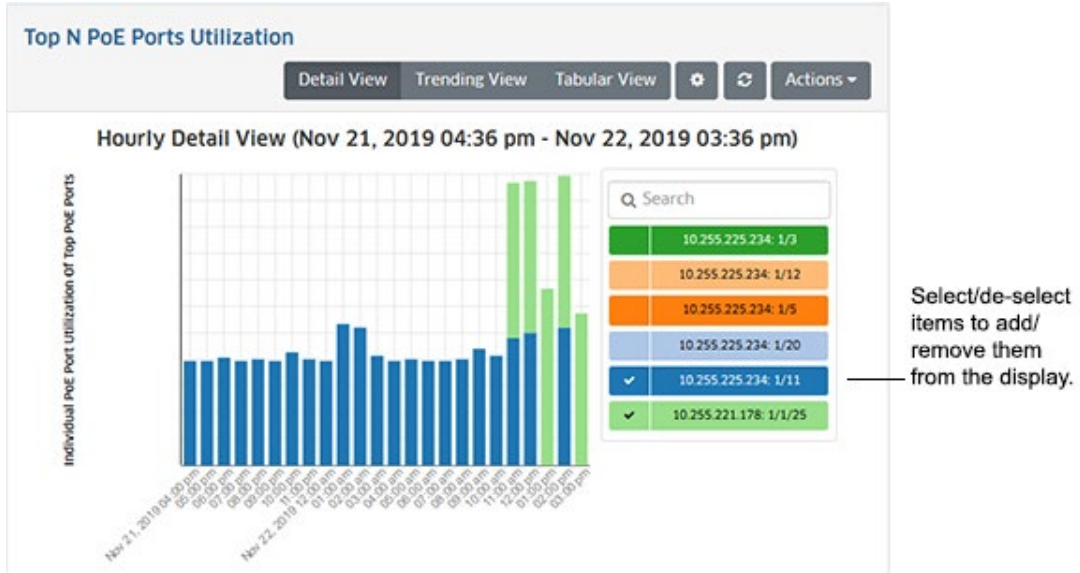 Top N PoE Ports Utilization
Detail View Trending View Tabular View Actions
Hourly Detail View (Nov 21, 2019 04:36 pm - Nov 22, 2019 03:36 pm)
Individual PoE Port Utilization Of Top PoE Ports
Search
10.255.225.234: 1/3
10.255.225.234: 1/12
10.255.225.234: 1/5
10.255.225.234: 1/20
10.255.225.234: 1/11
10.255.221.178: 1/1/25
Select/de-select
items to add/
remove them
from the display.
Nov 21, 2019 04:00 pm
05:00 pm
06:00 pm
07:00 pm
08:00 pm
09:00 pm
10:00 pm
11:00 pm
Nov 22, 2019 12:00 am
01:00 am
02:00 am
03:00 am
04:00 am
05:00 am
06:00 am
07:00 am
08:00 am
09:00 am
10:00 am
11:00 am
12:00 pm
01:00 pm
02:00 pm
03:00 pm